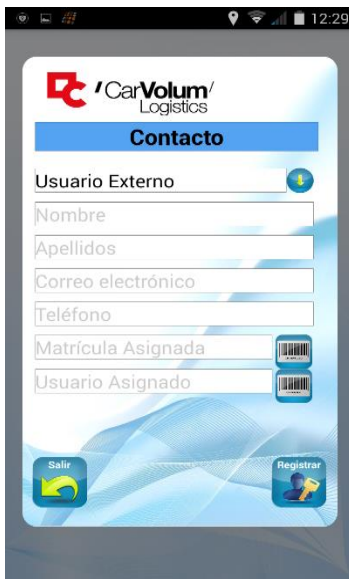 12:29
'CarVolum'
Logistics
Contacto
Usuario Externo
Nombre
Apellidos
Correo electrónico
Teléfono
Matrícula Asignada
Usuario Asignado
Salir
Registrar